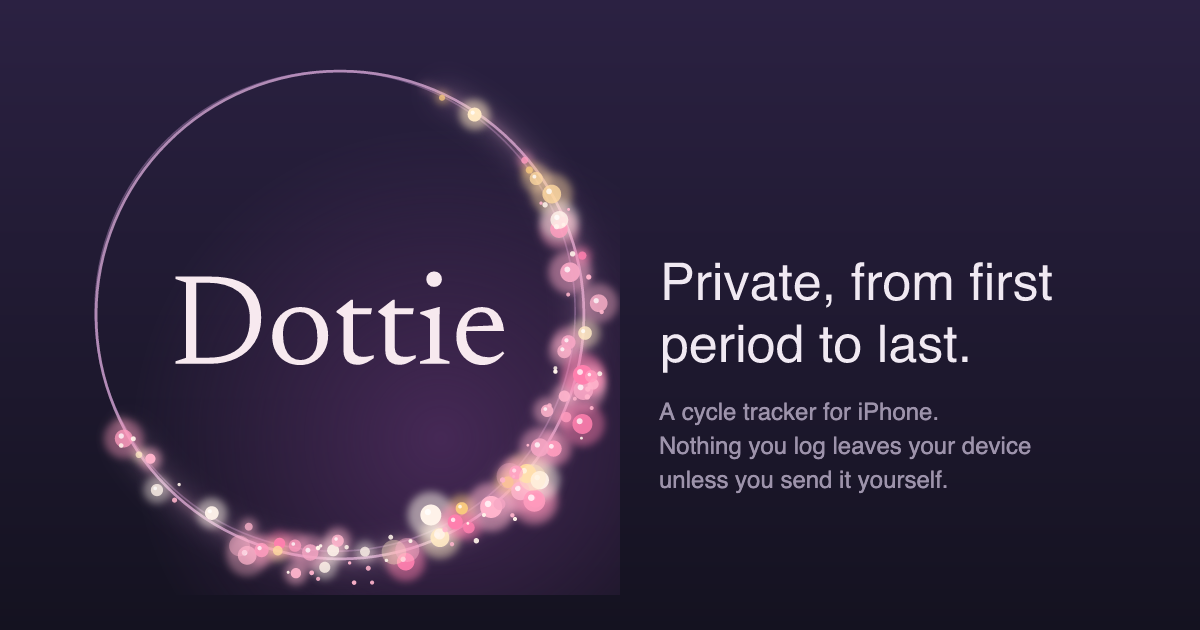 Dottie
Private, from first
period to last.
A cycle tracker for iPhone.
Nothing you log leaves your device
unless you send it yourself.